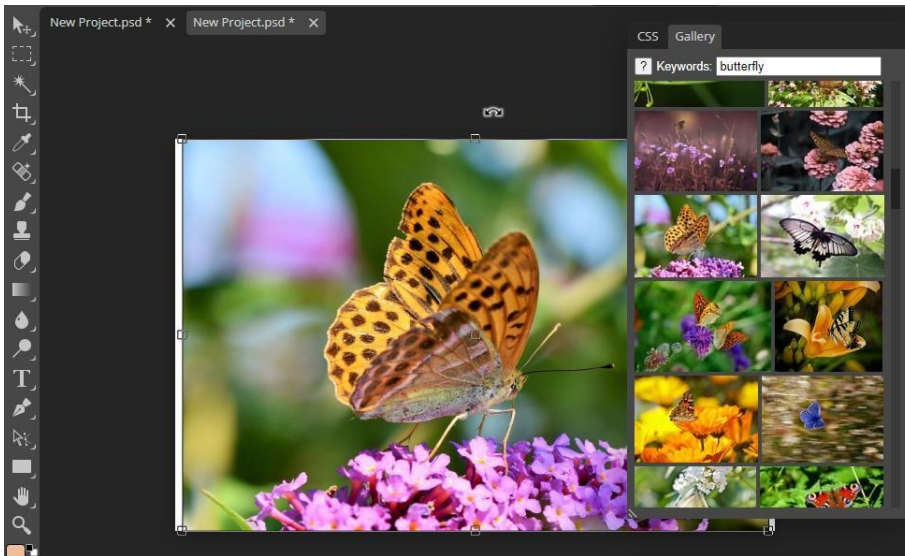 New Project.psd * ✕ New Project.psd * ✕
CSS Gallery
? Keywords: butterfly
T